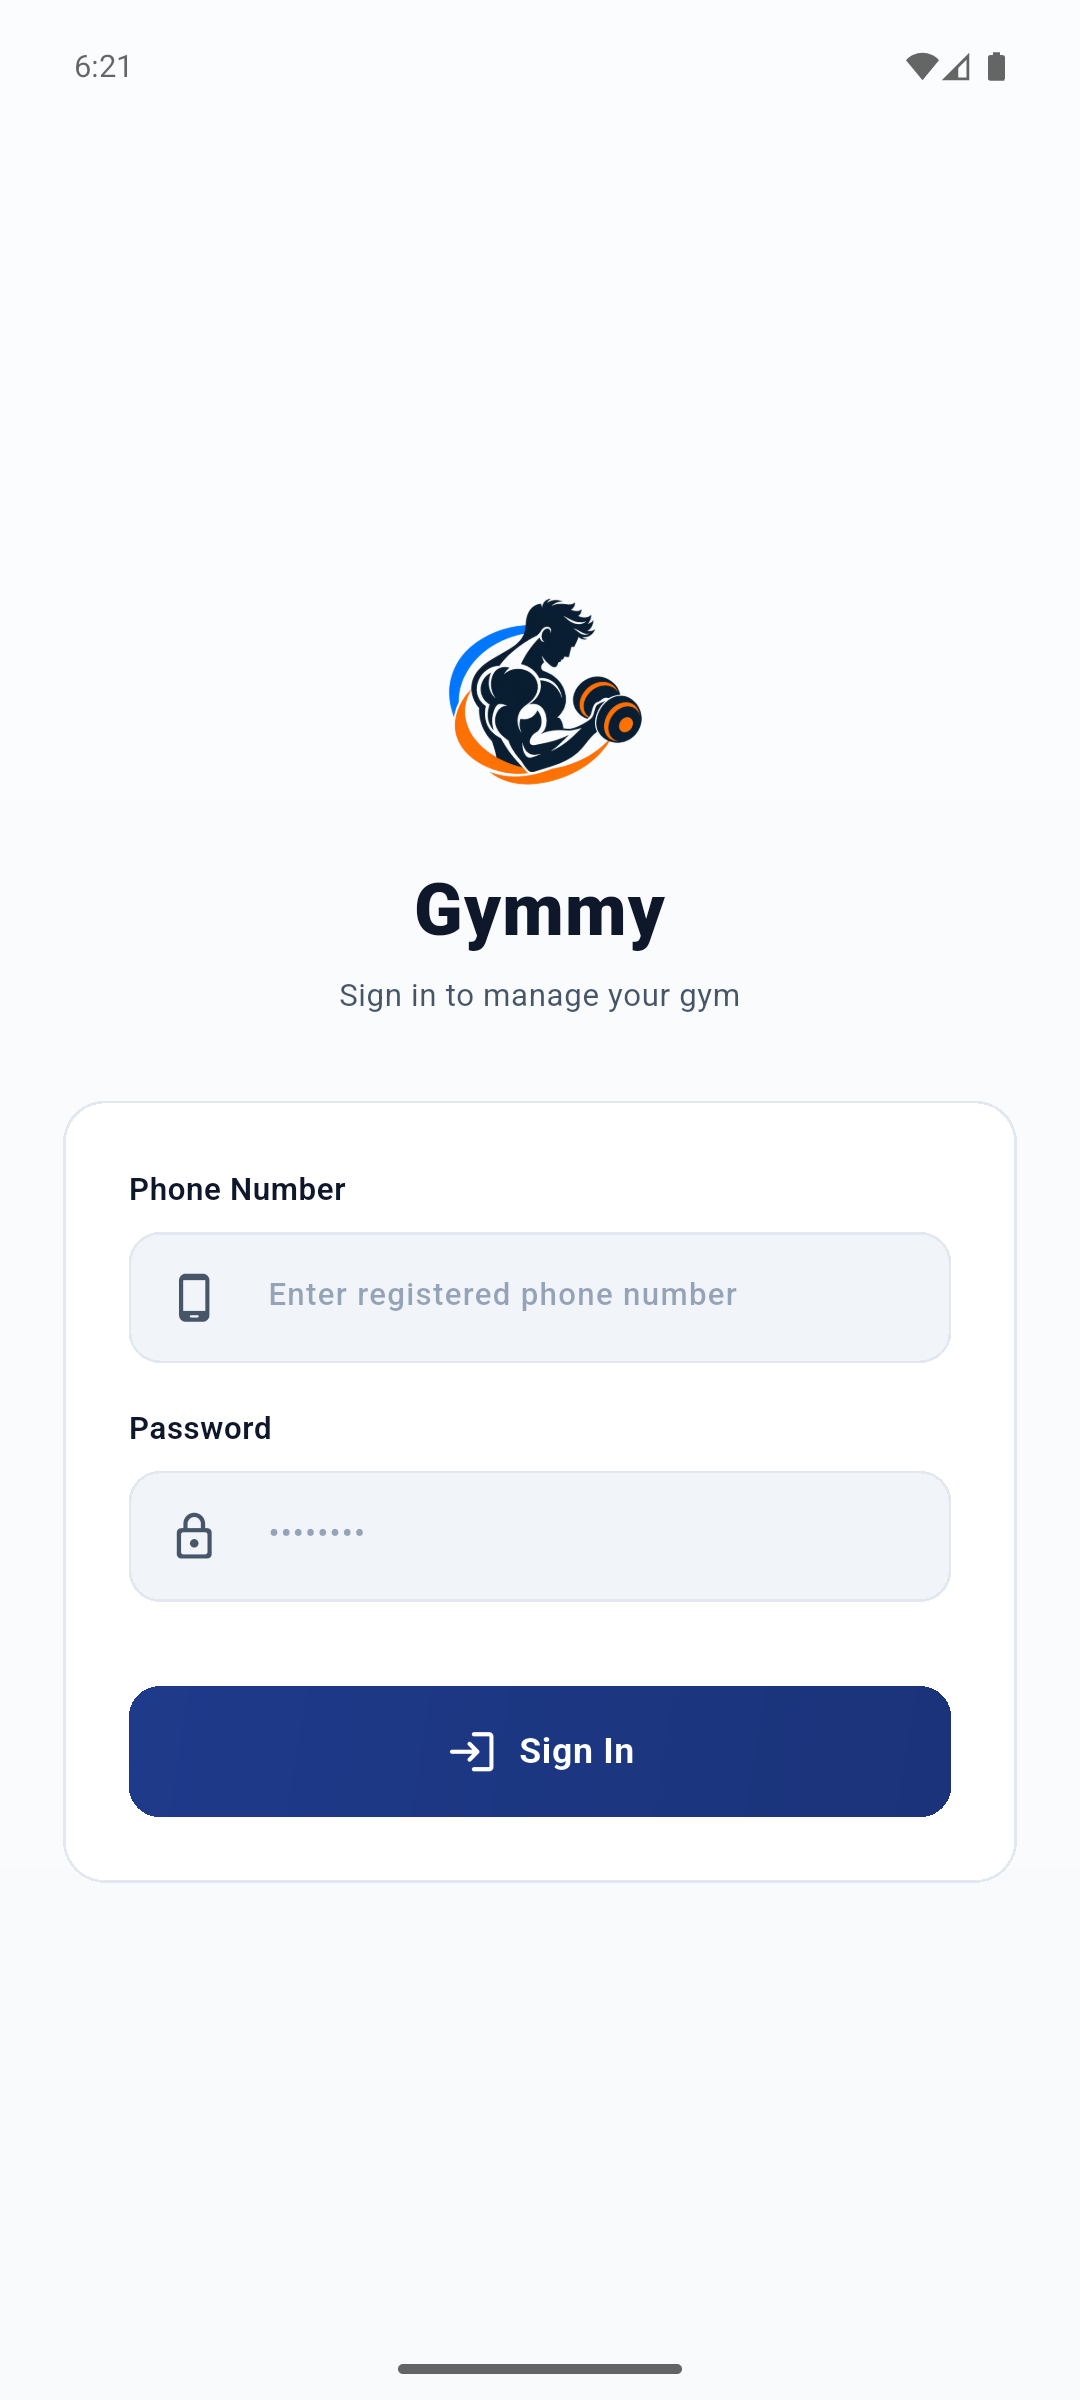 6:21
Gymmy
Sign in to manage your gym
Phone Number
Enter registered phone number
Password
••••••••
Sign In